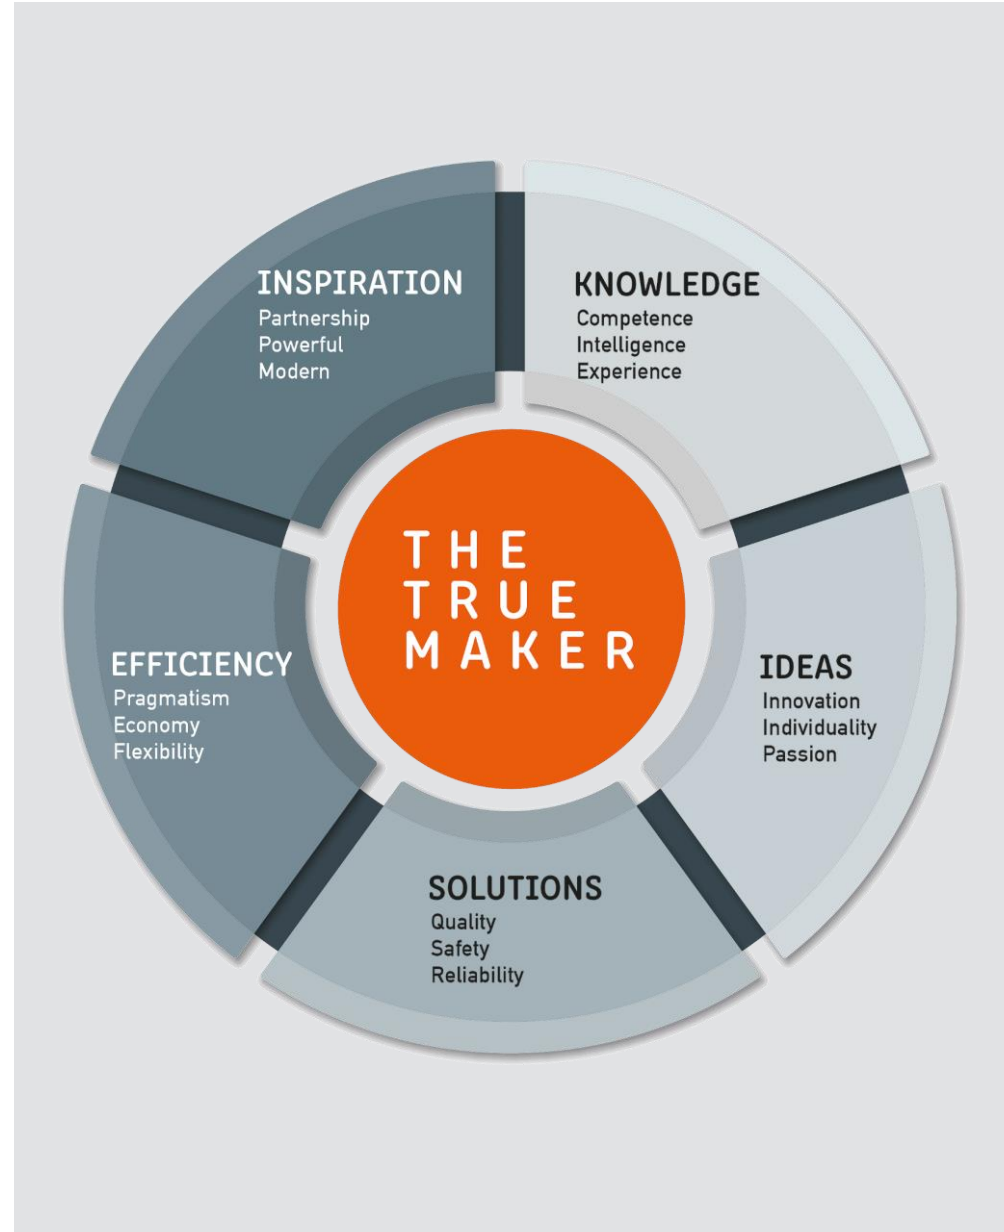 INSPIRATION
Partnership
Powerful
Modern
KNOWLEDGE
Competence
Intelligence
Experience
THE
TRUE
MAKER
EFFICIENCY
Pragmatism
Economy
Flexibility
IDEAS
Innovation
Individuality
Passion
SOLUTIONS
Quality
Safety
Reliability